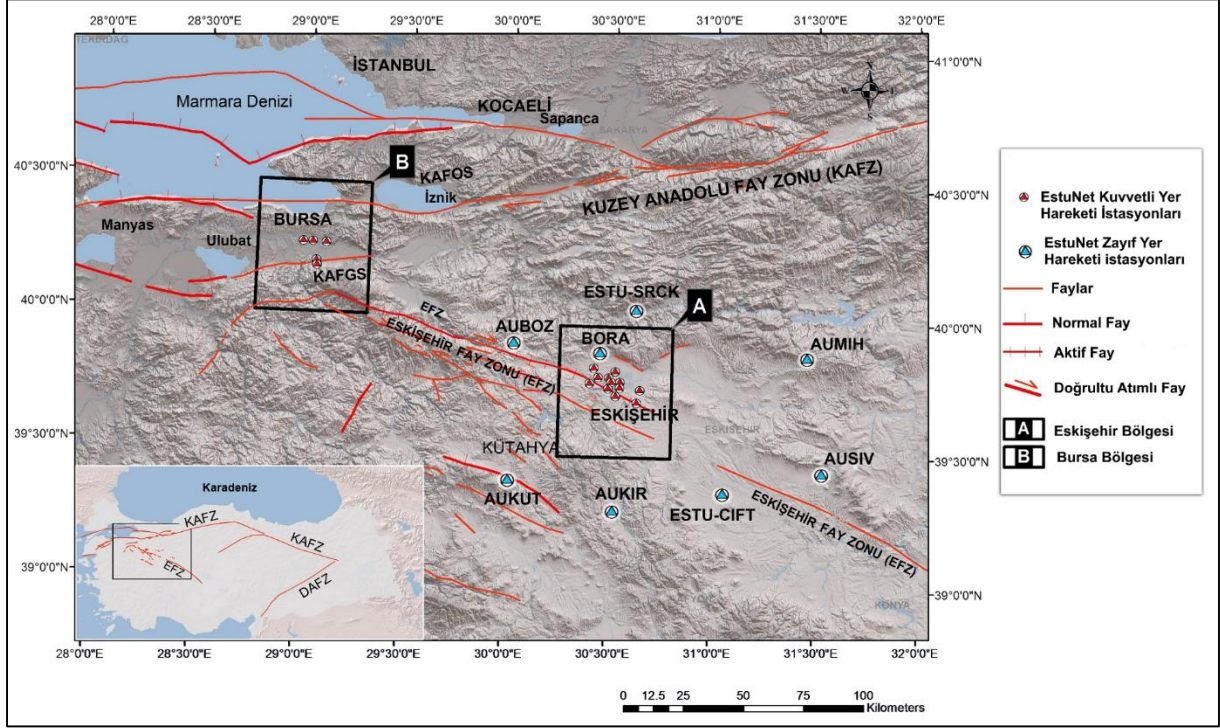 28°0'0"E 28°30'0"E 29°0'0"E 29°30'0"E 30°0'0"E 30°30'0"E 31°0'0"E 31°30'0"E 32°0'0"E
TEKİRDAĞ
İSTANBUL
41°0'0"N
Marmara Denizi
KOCAELİ
Sapanca
SAKARYA
N
W E
S
40°30'0"N
B
KAFOS
İznik
KUZEY ANADOLU FAY ZONU (KAFZ)
40°30'0"N
BURSA
Manyas
Ulubat
KAFGS
40°0'0"N
ESTU-SRCK
A
40°0'0"N
EFZ
AUBOZ
BORA
AUMIH
ESKİŞEHİR FAY ZONU (EFZ)
ESKİŞEHİR
ESKİŞEHİR
39°30'0"N
KÜTAHYA
39°30'0"N
AUKUT
AUKIR
ESTU-CIFT
AUSIV
ESKİŞEHİR FAY ZONU (EFZ)
39°0'0"N
39°0'0"N
KONYA
Karadeniz
KAFZ
KAFZ
EFZ
DAFZ
28°0'0"E 29°0'0"E 29°30'0"E 30°0'0"E 30°30'0"E 31°0'0"E 31°30'0"E 32°0'0"E
0 12.5 25 50 75 100
Kilometers
EstuNet Kuvvetli Yer
Hareketi İstasyonları
EstuNet Zayıf Yer
Hareketi istasyonları
Faylar
Normal Fay
Aktif Fay
Doğrultu Atımlı Fay
A Eskişehir Bölgesi
B Bursa Bölgesi